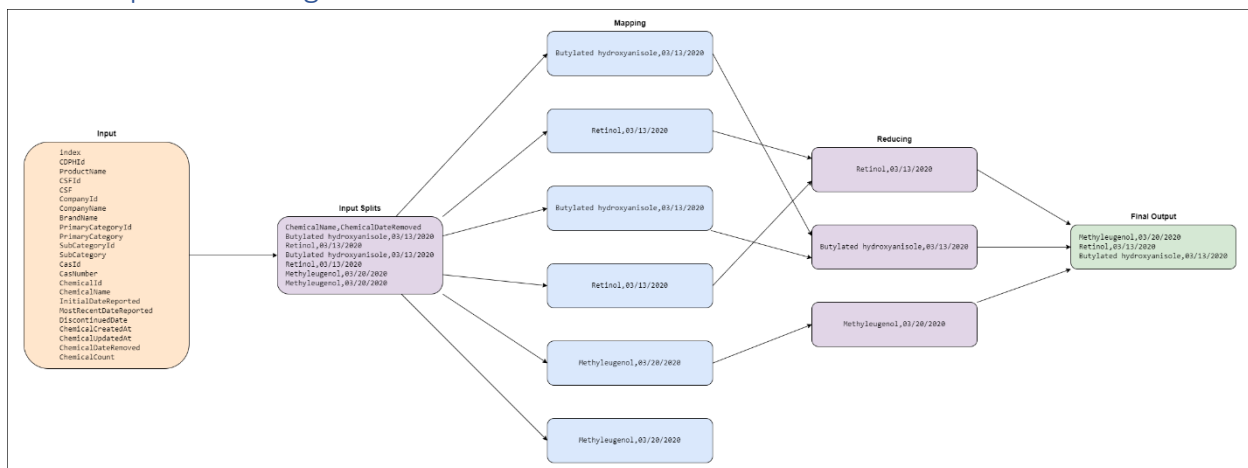 Mapping
Butylated hydroxyanisole,03/13/2020
Retinol,03/13/2020
Butylated hydroxyanisole,03/13/2020
Retinol,03/13/2020
Methyleugenol,03/20/2020
Methyleugenol,03/20/2020
Input
index
CDPHId
ProductName
CSFId
CSF
CompanyId
CompanyName
BrandName
PrimaryCategoryId
PrimaryCategory
SubCategoryId
SubCategory
CasId
CasNumber
ChemicalId
ChemicalName
InitialDateReported
MostRecentDateReported
DiscontinuedDate
ChemicalCreatedAt
ChemicalUpdatedAt
ChemicalDateRemoved
ChemicalCount
Input Splits
ChemicalName,ChemicalDateRemoved
Butylated hydroxyanisole,03/13/2020
Retinol,03/13/2020
Butylated hydroxyanisole,03/13/2020
Retinol,03/13/2020
Methyleugenol,03/20/2020
Methyleugenol,03/20/2020
Reducing
Retinol,03/13/2020
Butylated hydroxyanisole,03/13/2020
Methyleugenol,03/20/2020
Final Output
Methyleugenol,03/20/2020
Retinol,03/13/2020
Butylated hydroxyanisole,03/13/2020